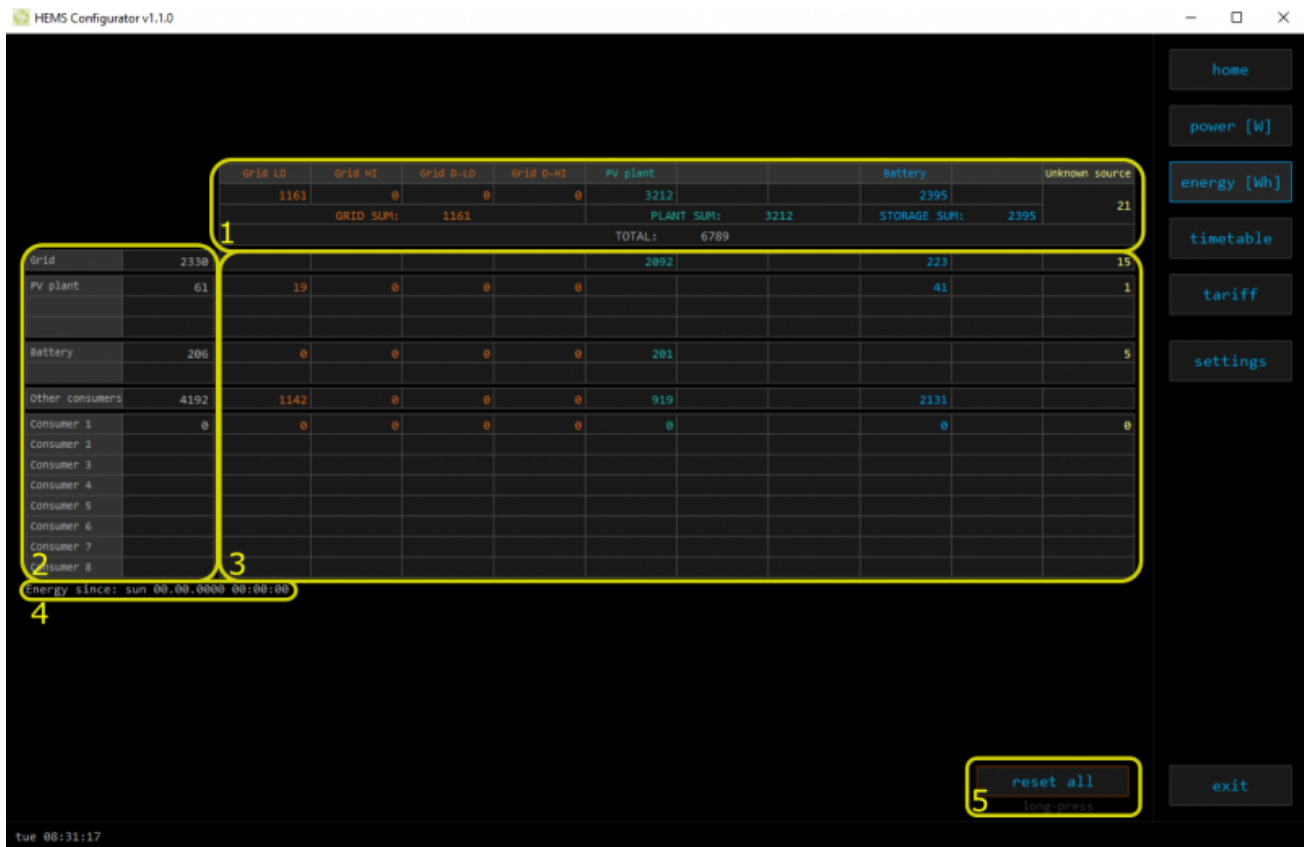 HEMS Configurator v1.1.0
home
power [W]
energy [Wh]
timetable
tariff
settings
Grid LO Grid HI Grid D-LO Grid D-HI PV plant Battery Unknown source
1161 0 0 0 3212 2395 21
GRID SUM: 1161 PLANT SUM: 3212 STORAGE SUM: 2395
1 TOTAL: 6789
Grid 2330 2092 223 15
PV plant 61 19 0 0 0 41 1
Battery 206 0 0 0 0 201 5
Other consumers 4192 1142 0 0 0 919 2131
Consumer 1 0 0 0 0 0 0 0 0
Consumer 2
Consumer 3
Consumer 4
Consumer 5
Consumer 6
Consumer 7
Consumer 8
2 3
Energy since: sun 00.00.0000 00:00:00
4
reset all
5 long-press
exit
tue 08:31:17